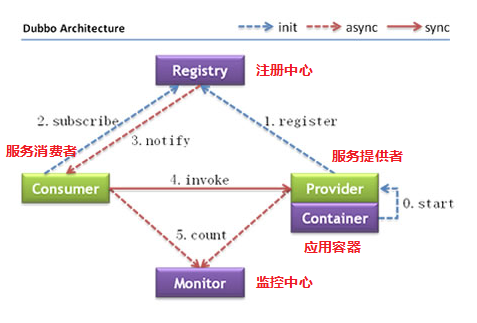 Dubbo Architecture
init
async
sync
Registry
注册中心
2. subscribe
1. register
3. notify
服务消费者
服务提供者
Consumer
4. invoke
Provider
Container
0. start
应用容器
5. count
Monitor
监控中心